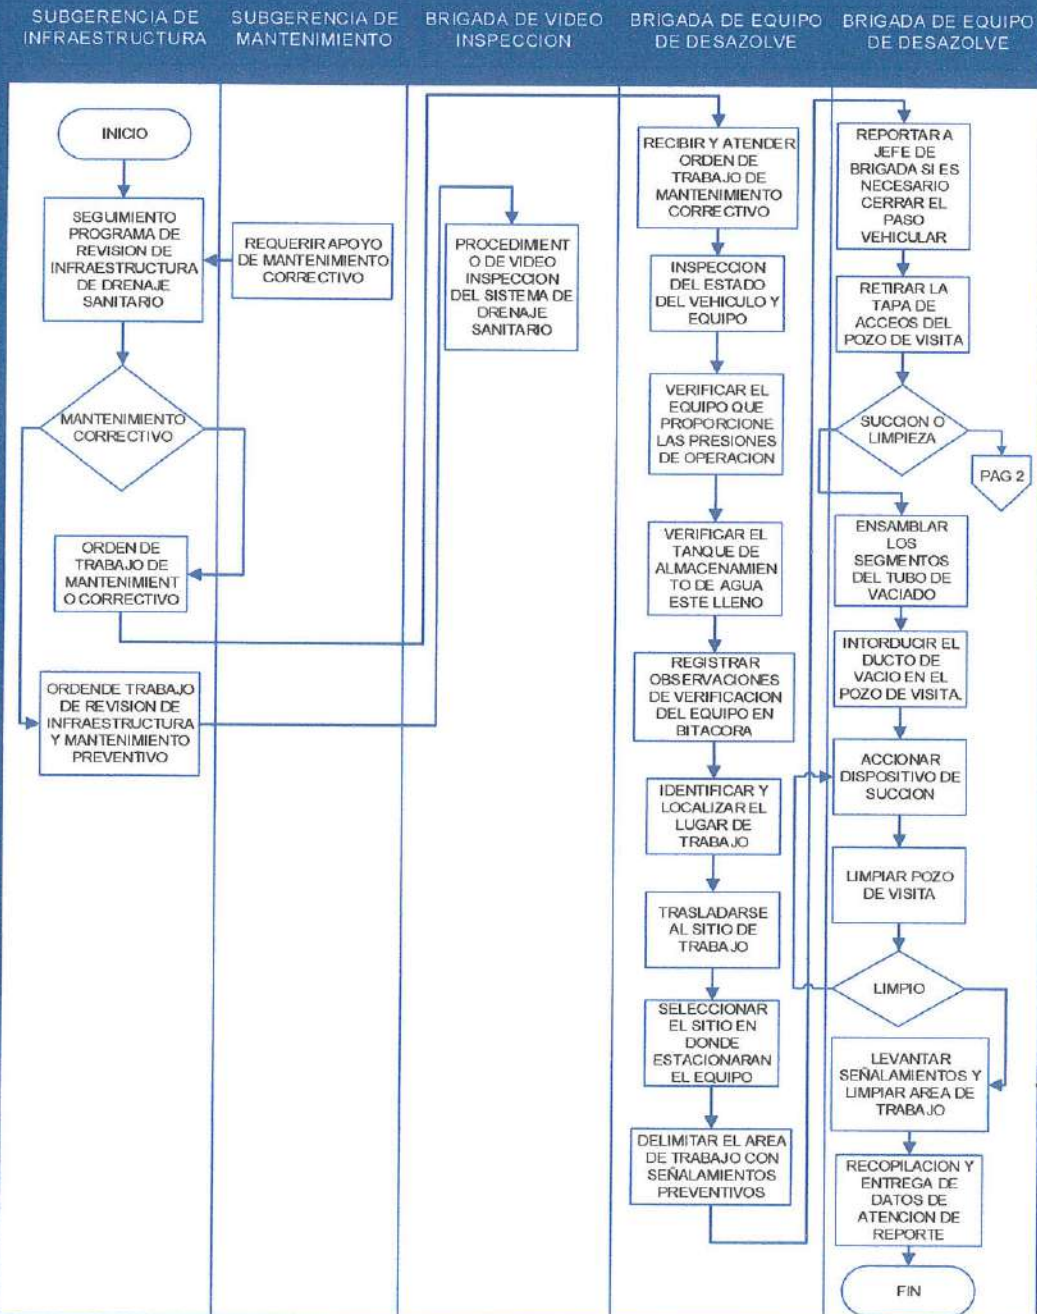 SUBGERENCIA DE
INFRAESTRUCTURA
SUBGERENCIA DE
MANTENIMIENTO
BRIGADA DE VIDEO
INSPECCION
BRIGADA DE EQUIPO
DE DESAZOLVE
BRIGADA DE EQUIPO
DE DESAZOLVE
INICIO
SEGUIMIENTO
PROGRAMA DE
REVISION DE
INFRAESTRUCTURA
DE DRENAJE
SANITARIO
MANTENIMIENTO
CORRECTIVO
ORDEN DE
TRABAJO DE
MANTENIMIENT
O CORRECTIVO
ORDENDE TRABAJO
DE REVISION DE
INFRAESTRUCTURA
Y MANTENIMIENTO
PREVENTIVO
REQUERIR APOYO
DE MANTENIMIENTO
CORRECTIVO
PROCEDIMIENT
O DE VIDEO
INSPECCION
DEL SISTEMA DE
DRENAJE
SANITARIO
RECIBIR Y ATENDER
ORDEN DE
TRABAJO DE
MANTENIMIENTO
CORRECTIVO
INSPECCION
DEL ESTADO
DEL VEHICULO Y
EQUIPO
VERIFICAR EL
EQUIPO QUE
PROPORCIONE
LAS PRESIONES
DE OPERACION
VERIFICAR EL
TANQUE DE
ALMACENAMIEN
TO DE AGUA
ESTE LLENO
REGISTRAR
OBSERVACIONES
DE VERIFICACION
DEL EQUIPO EN
BITACORA
IDENTIFICAR Y
LOCALIZAR EL
LUGAR DE
TRABAJO
TRASLADARSE
AL SITIO DE
TRABAJO
SELECCIONAR
EL SITIO EN
DONDE
ESTACIONARAN
EL EQUIPO
DELIMITAR EL AREA
DE TRABAJO CON
SEÑALAMIENTOS
PREVENTIVOS
REPORTAR A
JEFE DE
BRIGADA SI ES
NECESARIO
CERRAR EL
PASO
VEHICULAR
RETIRAR LA
TAPA DE
ACCEOS DEL
POZO DE VISITA
SUCCION O
LIMPIEZA
PAG 2
ENSAMBLAR
LOS
SEGMENTOS
DEL TUBO DE
VACIADO
INTORDUCIR EL
DUCTO DE
VACIO EN EL
POZO DE VISITA.
ACCIONAR
DISPOSITIVO DE
SUCCION
LIMPIAR POZO
DE VISITA
LIMPIO
LEVANTAR
SEÑALAMIENTOS Y
LIMPIAR AREA DE
TRABAJO
RECOPILACION Y
ENTREGA DE
DATOS DE
ATENCION DE
REPORTE
FIN